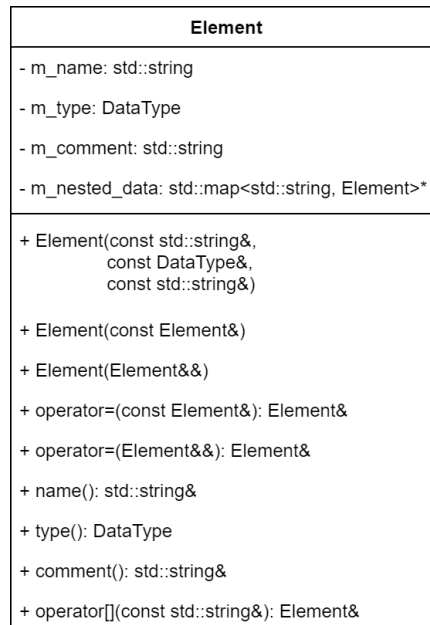 Element
- m_name: std::string
- m_type: DataType
- m_comment: std::string
- m_nested_data: std::map<std::string, Element>*
+ Element(const std::string&,
const DataType&,
const std::string&)
+ Element(const Element&)
+ Element(Element&&)
+ operator=(const Element&): Element&
+ operator=(Element&&): Element&
+ name(): std::string&
+ type(): DataType
+ comment(): std::string&
+ operator[](const std::string&): Element&